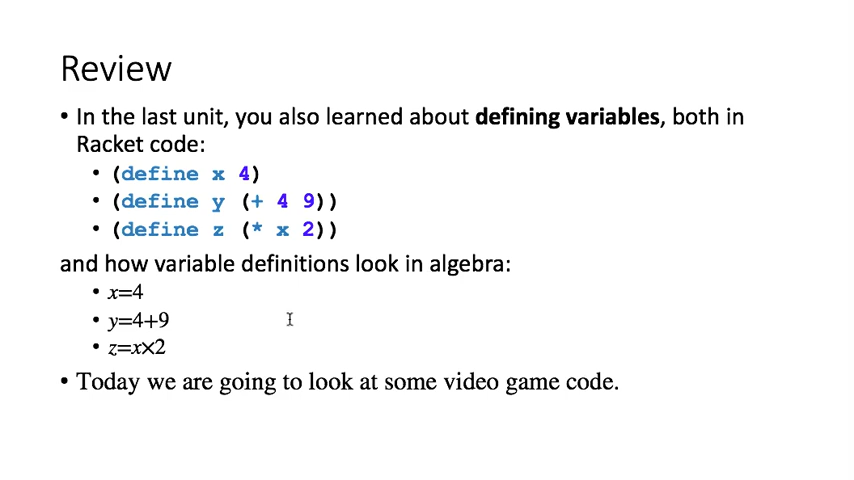 Review
• In the last unit, you also learned about defining variables, both in
Racket code:
• (define x 4)
• (define y (+ 4 9))
• (define z (* x 2))
and how variable definitions look in algebra:
• x=4
• y=4+9
• z=x×2
• Today we are going to look at some video game code.